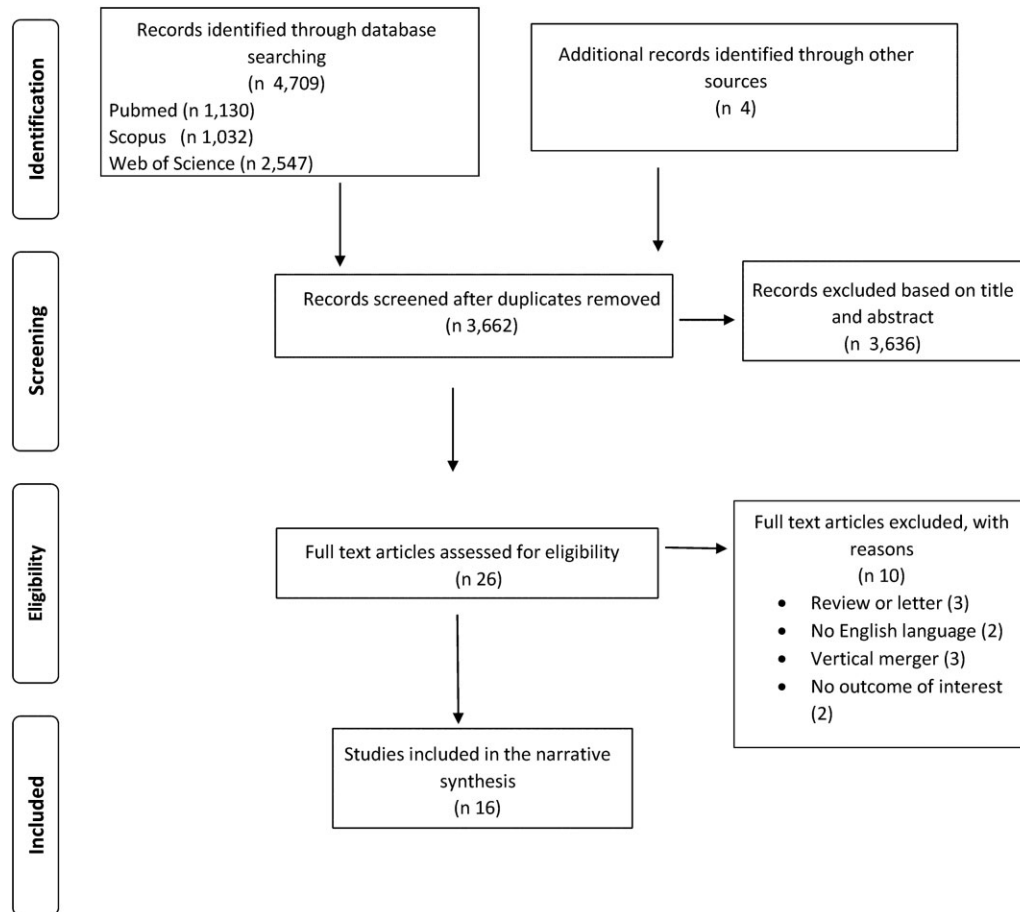 Identification
Records identified through database
searching
(n 4,709)
Pubmed (n 1,130)
Scopus (n 1,032)
Web of Science (n 2,547)
Additional records identified through other
sources
(n 4)
Screening
Records screened after duplicates removed
(n 3,662)
Records excluded based on title
and abstract
(n 3,636)
Eligibility
Full text articles assessed for eligibility
(n 26)
Full text articles excluded, with
reasons
(n 10)
• Review or letter (3)
• No English language (2)
• Vertical merger (3)
• No outcome of interest
(2)
Included
Studies included in the narrative
synthesis
(n 16)